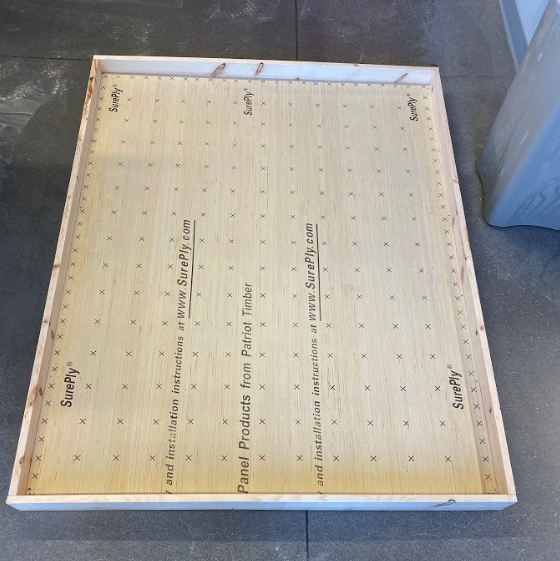 SurePly®
SurePly®
SurePly®
and installation instructions at www.SurePly.com
Panel Products from Patriot Timber
and installation instructions at www.SurePly.com
SurePly®
SurePly®